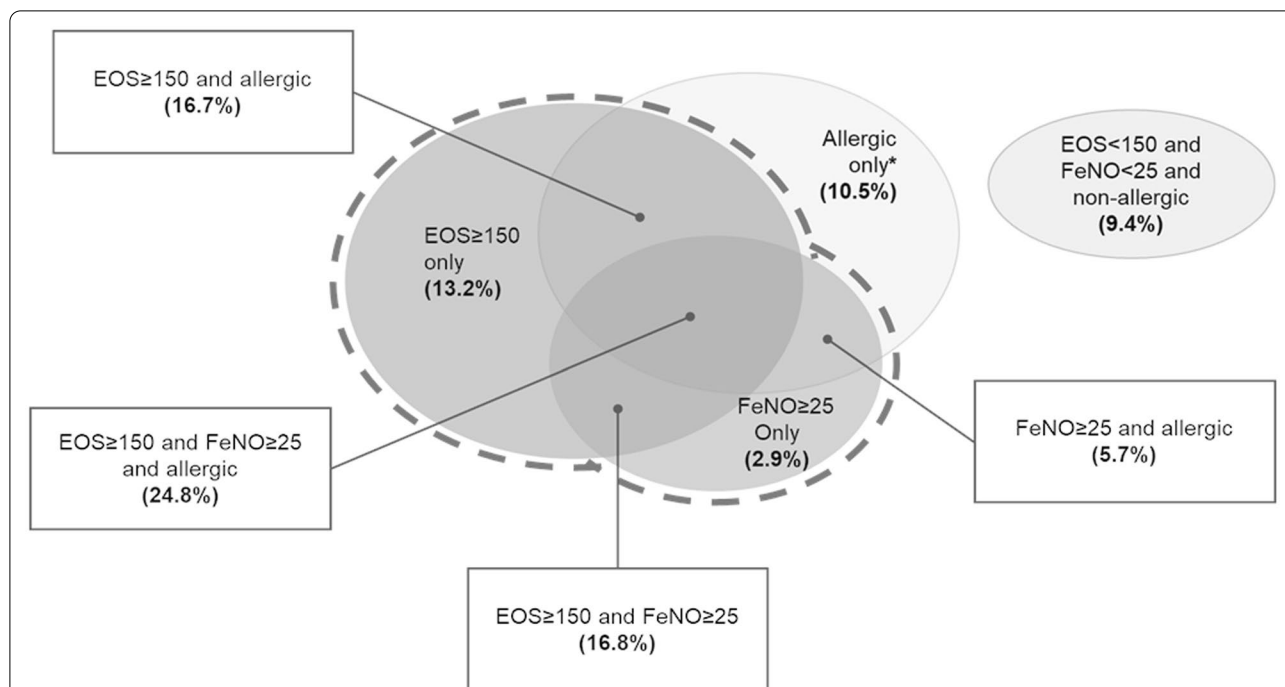 EOS≥150 and allergic
(16.7%)
Allergic
only*
(10.5%)
EOS<150 and
FeNO<25 and
non-allergic
(9.4%)
EOS≥150
only
(13.2%)
FeNO≥25
Only
(2.9%)
EOS≥150 and FeNO≥25
and allergic
(24.8%)
FeNO≥25 and allergic
(5.7%)
EOS≥150 and FeNO≥25
(16.8%)